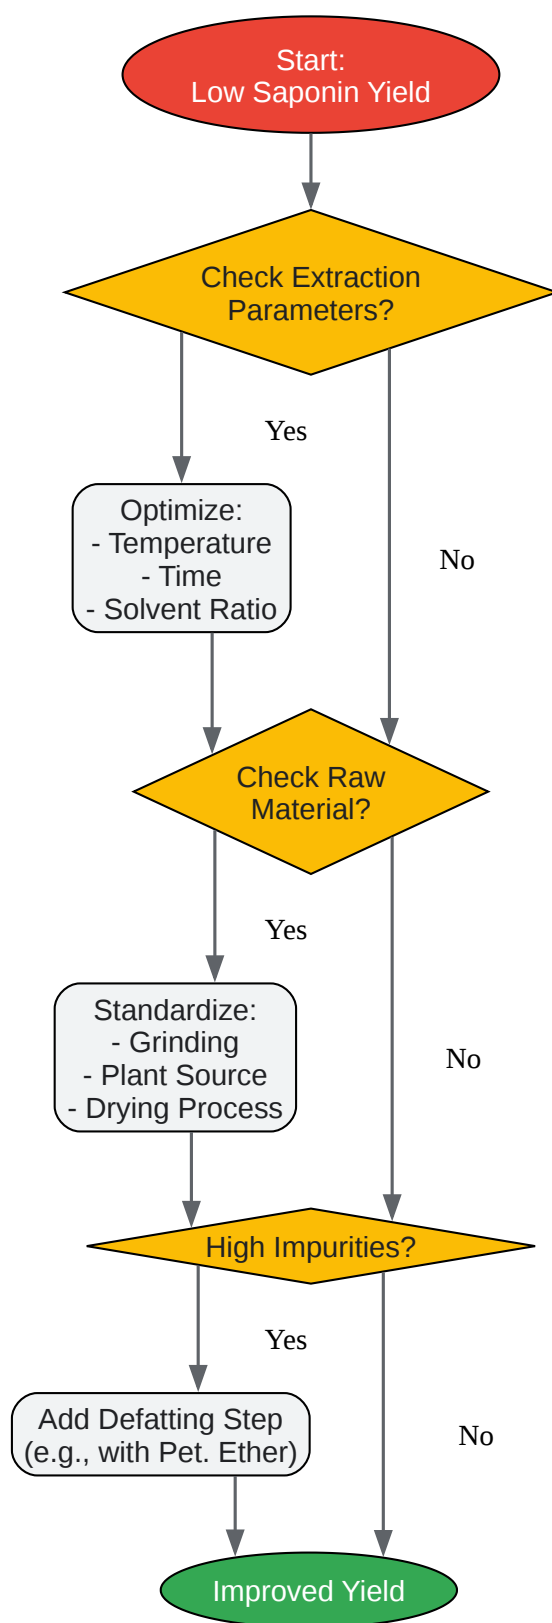 Start:
Low Saponin Yield
Check Extraction
Parameters?
Yes
Optimize:
- Temperature
- Time
- Solvent Ratio
No
Check Raw
Material?
Yes
Standardize:
- Grinding
- Plant Source
- Drying Process
No
High Impurities?
Yes
Add Defatting Step
(e.g., with Pet. Ether)
No
Improved Yield